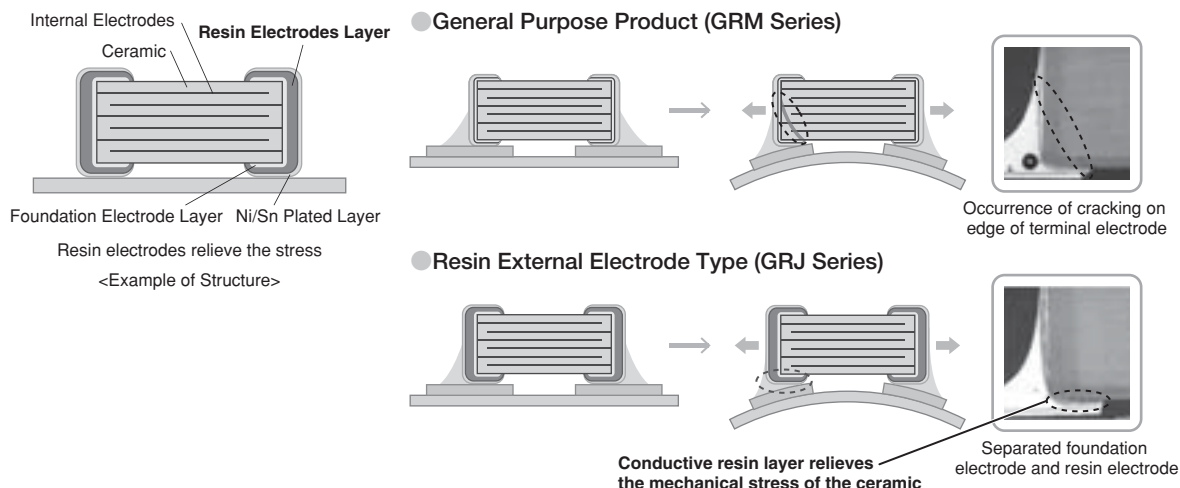 Internal Electrodes
Resin Electrodes Layer
Ceramic
Foundation Electrode Layer
Ni/Sn Plated Layer
Resin electrodes relieve the stress
<Example of Structure>
General Purpose Product (GRM Series)
Occurrence of cracking on
edge of terminal electrode
Resin External Electrode Type (GRJ Series)
Conductive resin layer relieves
the mechanical stress of the ceramic
Separated foundation
electrode and resin electrode